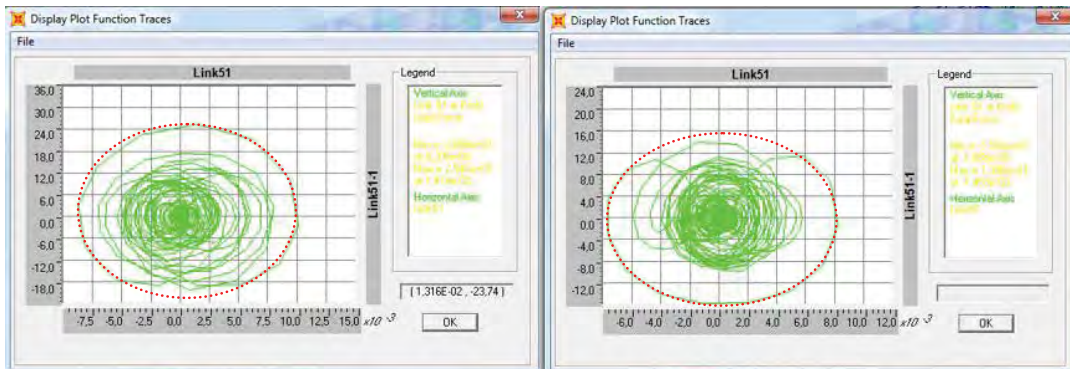 Display Plot Function Traces
File
Link51
36,0
30,0
24,0
18,0
12,0
6,0
0,0
-6,0
-12,0
-18,0
-7,5 -5,0 -2,5 0,0 2,5 5,0 7,5 10,0 12,5 15,0 x10 -3
Link51-1
Legend
Vertical Axis
Horizontal Axis
(1,316E-02 , -23,74)
OK
Display Plot Function Traces
File
Link51
24,0
20,0
16,0
12,0
8,0
4,0
0,0
-4,0
-8,0
-12,0
-6,0 -4,0 -2,0 0,0 2,0 4,0 6,0 8,0 10,0 12,0 x10 -3
Link51-1
Legend
Vertical Axis
Horizontal Axis
OK